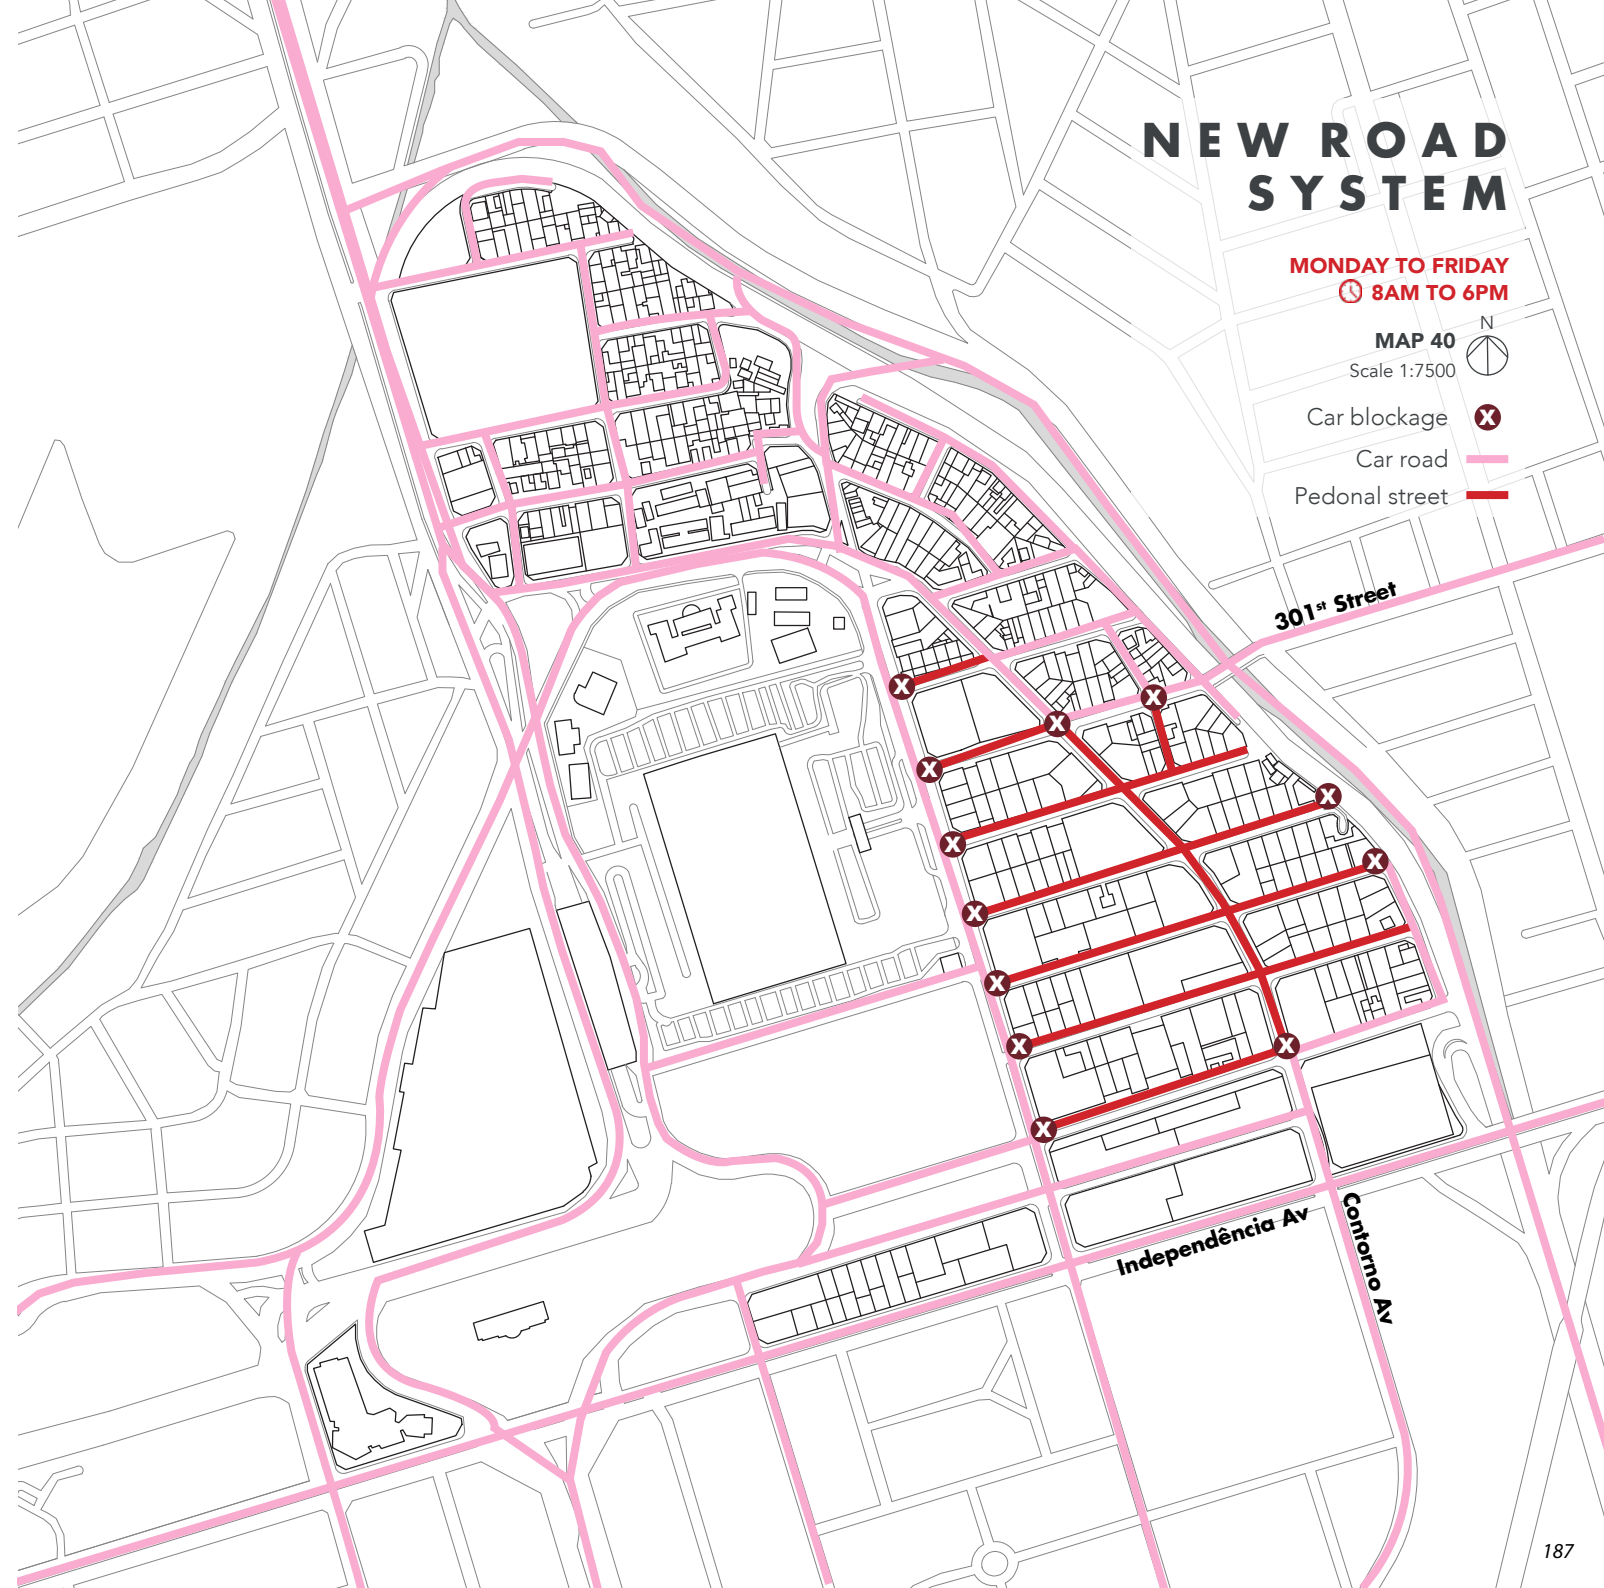 NEW ROAD
SYSTEM
MONDAY TO FRIDAY
8AM TO 6PM
N
MAP 40
Scale 1:7500
Car blockage X
Car road
Pedonal street
301st Street
X
X
X
X
X
X
X
X
X
X
X
X
X
Independência Av
Contorno Av
187